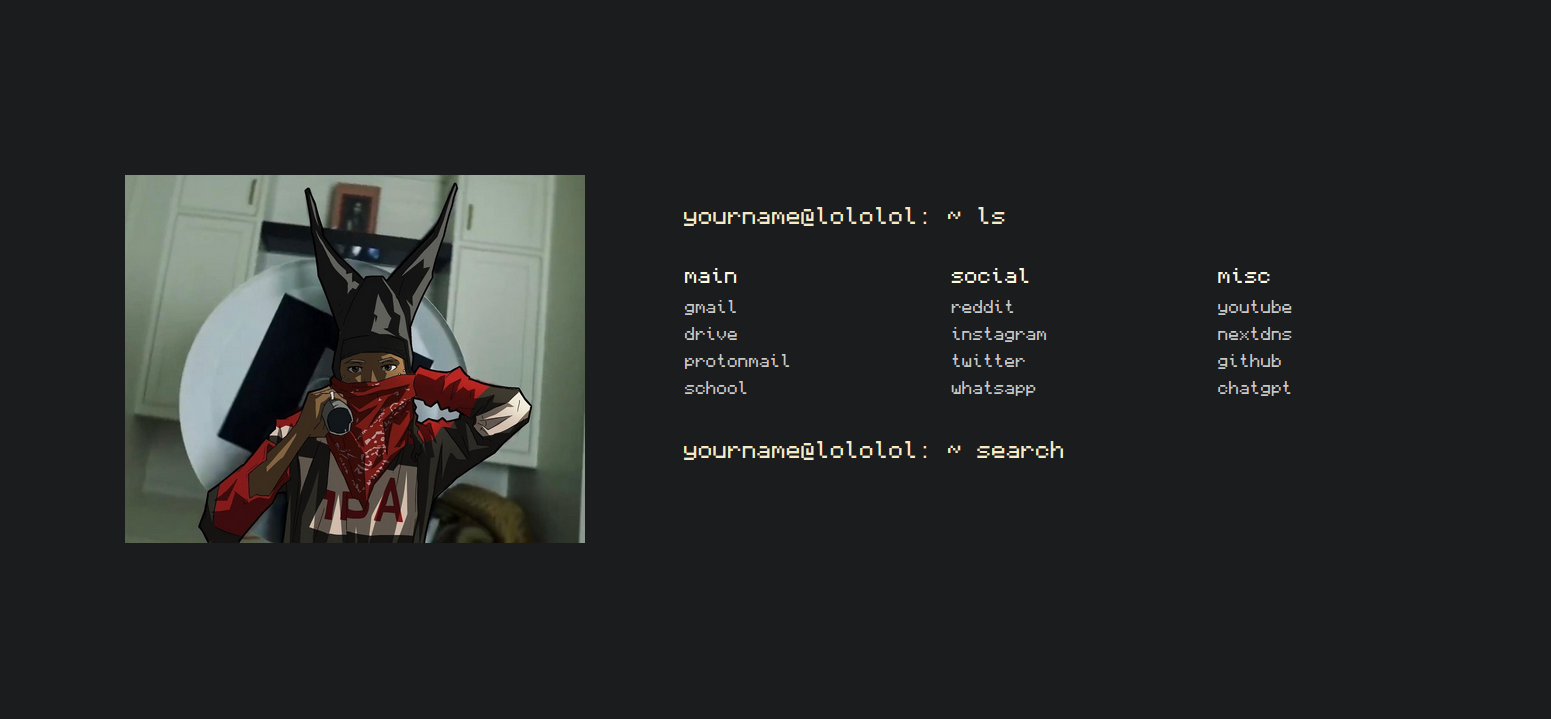 yourname@lololol: ~ ls
main social misc
gmail reddit youtube
drive instagram nextdns
protonmail twitter github
school whatsapp chatgpt
yourname@lololol: ~ search